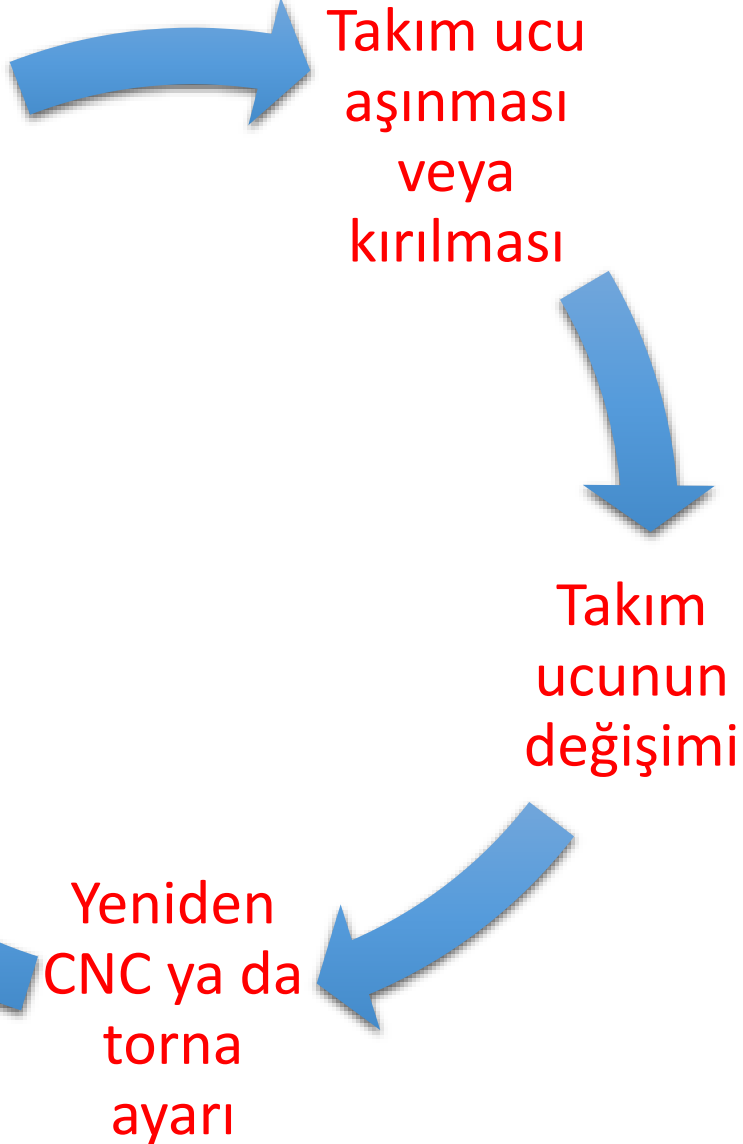 Takım ucu
aşınması
veya
kırılması
Takım
ucunun
değişimi
Yeniden
CNC ya da
torna
ayarı